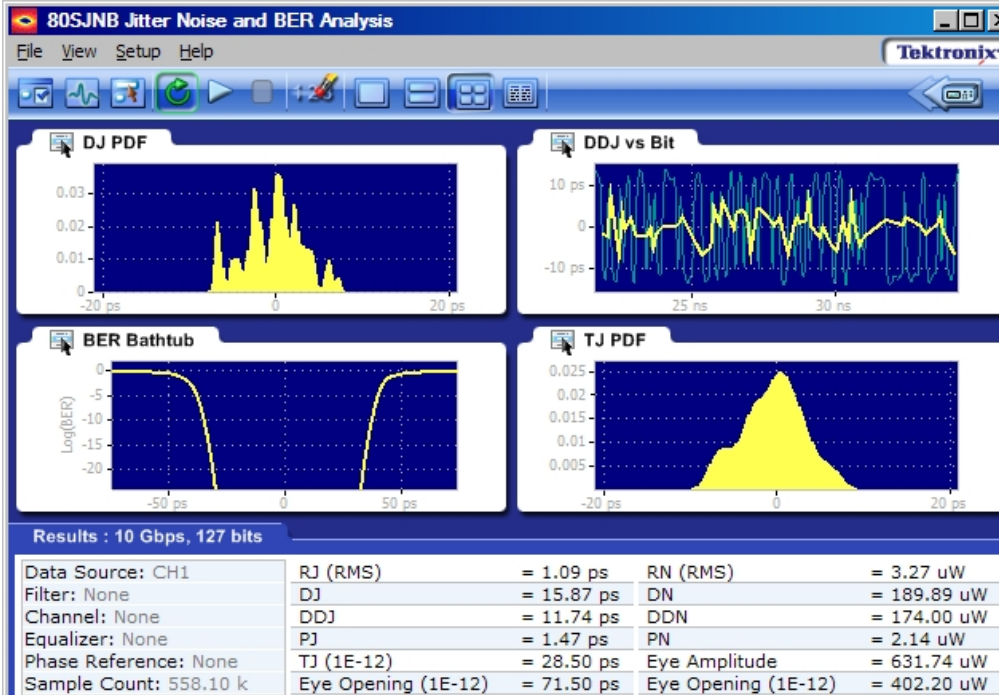 80SJNB Jitter Noise and BER Analysis
File View Setup Help
Tektronix
DJ PDF
0.03
0.02
0.01
0
-20 ps 0 20 ps
DDJ vs Bit
10 ps
0
-10 ps
25 ns 30 ns
BER Bathtub
Log(BER)
0
-5
-10
-15
-20
-50 ps 0 50 ps
TJ PDF
0.025
0.02
0.015
0.01
0.005
-20 ps 0 20 ps
Results : 10 Gbps, 127 bits
Data Source: CH1
Filter: None
Channel: None
Equalizer: None
Phase Reference: None
Sample Count: 558.10 k
RJ (RMS) = 1.09 ps
DJ = 15.87 ps
DDJ = 11.74 ps
PJ = 1.47 ps
TJ (1E-12) = 28.50 ps
Eye Opening (1E-12) = 71.50 ps
RN (RMS) = 3.27 uW
DN = 189.89 uW
DDN = 174.00 uW
PN = 2.14 uW
Eye Amplitude = 631.74 uW
Eye Opening (1E-12) = 402.20 uW